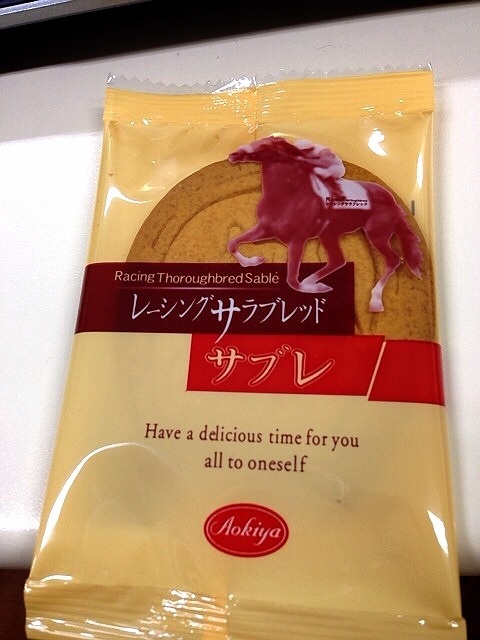 Racing Thoroughbred Sablé
レーシングサラブレッド
サブレ
Have a delicious time for you
all to oneself
Aokiya